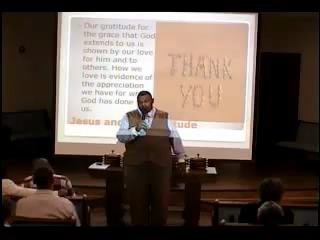 - Our gratitude for
the grace that God
extends to us is
shown by our love
for him and to
others. How we
love is evidence of
the appreciation
we have for
God has done
us.
THANK
YOU
Jesus and